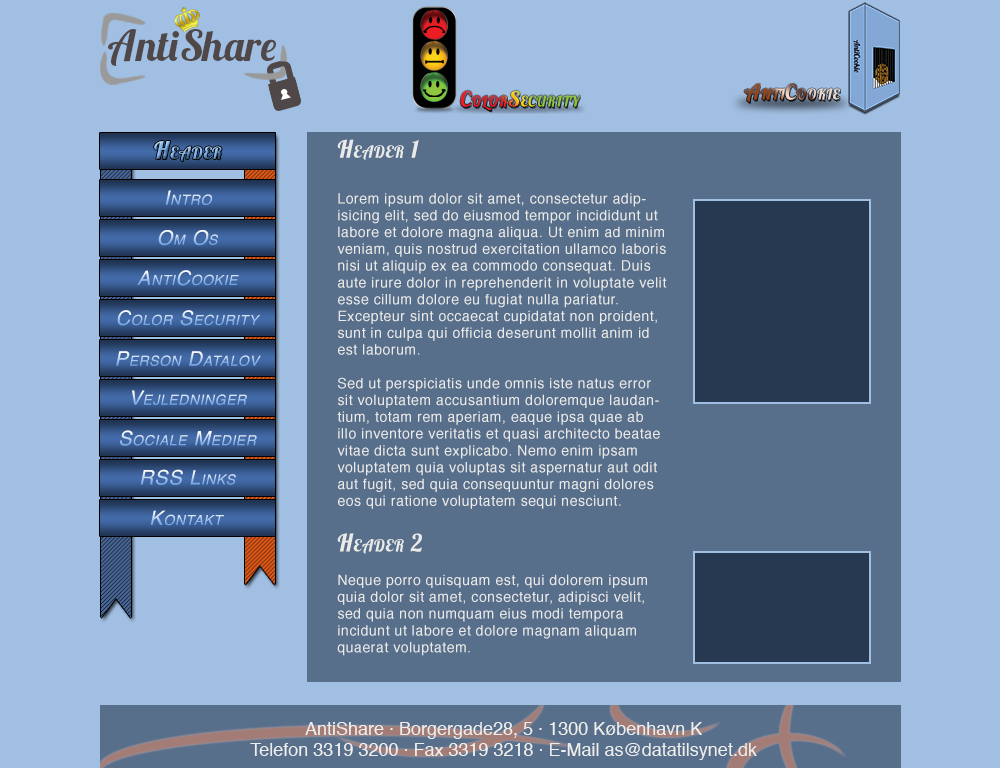 AntiShare
ColorSecurity
AntiCookie
AntiCookie
Header
Intro
Om Os
AntiCookie
Color Security
Person Datalov
Vejledninger
Sociale Medier
RSS Links
Kontakt
Header 1
Lorem ipsum dolor sit amet, consectetur adip-
isicing elit, sed do eiusmod tempor incididunt ut
labore et dolore magna aliqua. Ut enim ad minim
veniam, quis nostrud exercitation ullamco laboris
nisi ut aliquip ex ea commodo consequat. Duis
aute irure dolor in reprehenderit in voluptate velit
esse cillum dolore eu fugiat nulla pariatur.
Excepteur sint occaecat cupidatat non proident,
sunt in culpa qui officia deserunt mollit anim id
est laborum.
Sed ut perspiciatis unde omnis iste natus error
sit voluptatem accusantium doloremque laudan-
tium, totam rem aperiam, eaque ipsa quae ab
illo inventore veritatis et quasi architecto beatae
vitae dicta sunt explicabo. Nemo enim ipsam
voluptatem quia voluptas sit aspernatur aut odit
aut fugit, sed quia consequuntur magni dolores
eos qui ratione voluptatem sequi nesciunt.
Header 2
Neque porro quisquam est, qui dolorem ipsum
quia dolor sit amet, consectetur, adipisci velit,
sed quia non numquam eius modi tempora
incidunt ut labore et dolore magnam aliquam
quaerat voluptatem.
AntiShare · Borgergade28, 5 · 1300 København K
Telefon 3319 3200 · Fax 3319 3218 · E-Mail as@datatilsynet.dk